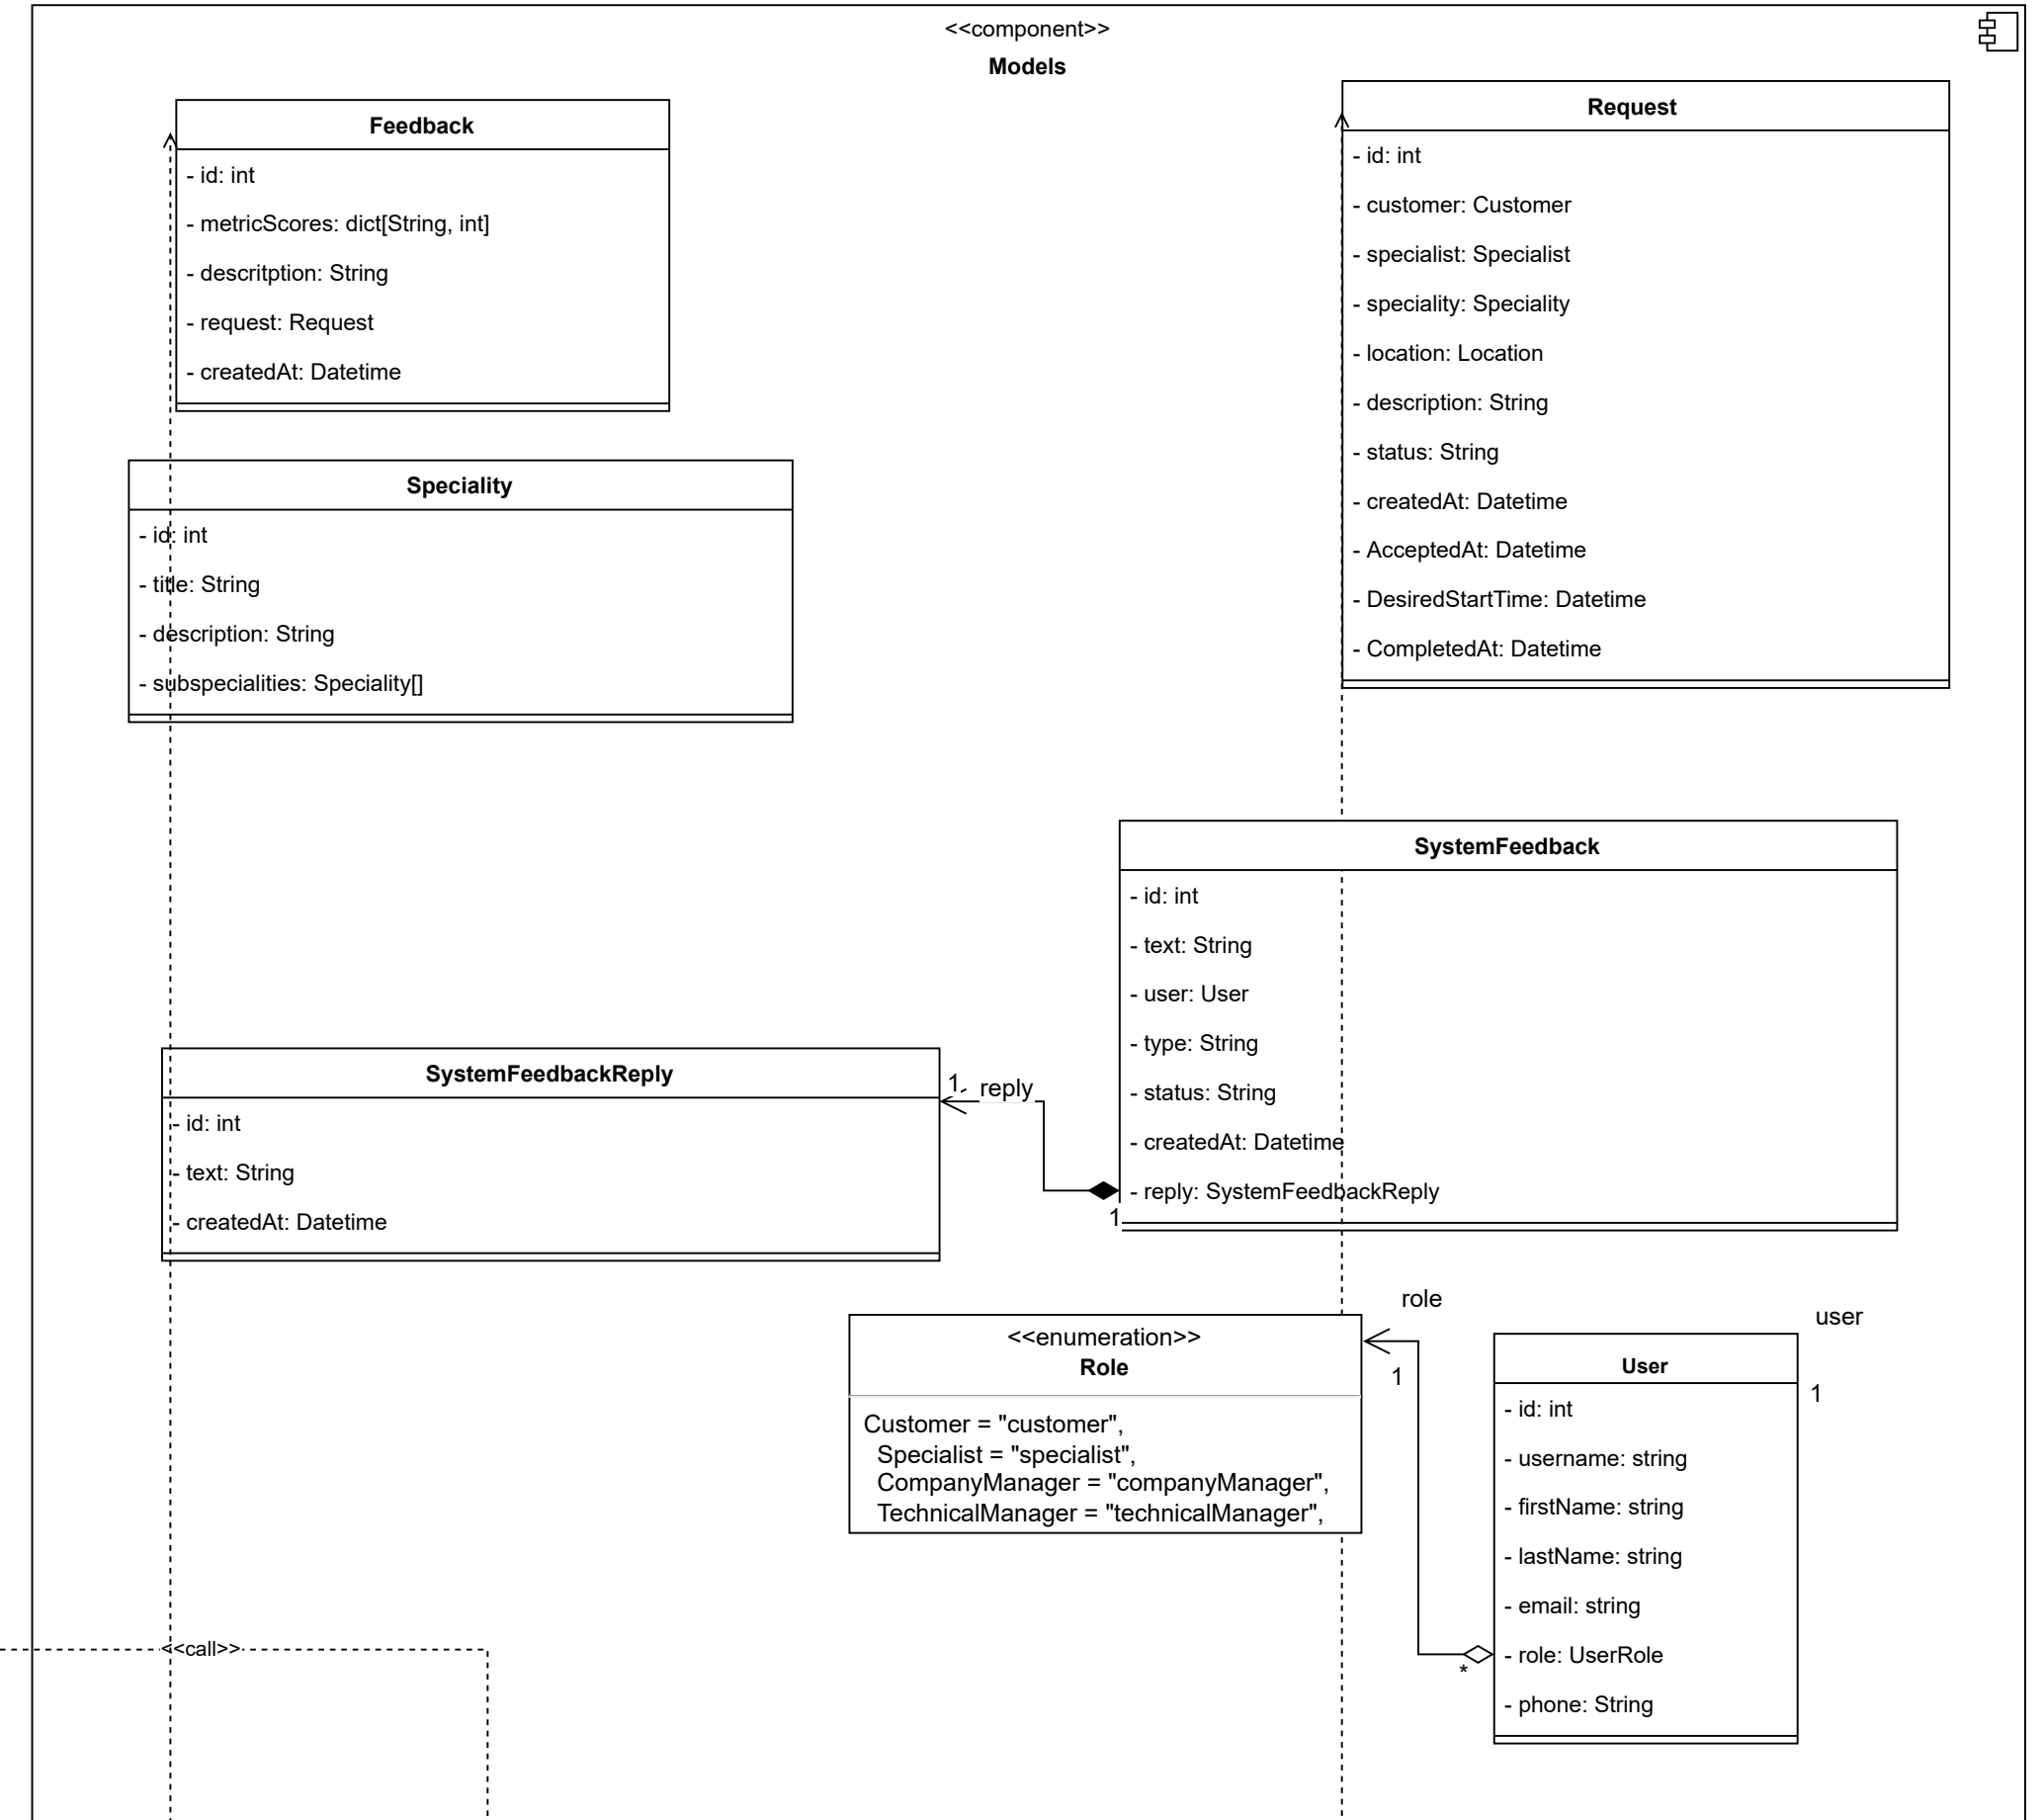 <<component>>
Models
Feedback
- id: int
- metricScores: dict[String, int]
- descritption: String
- request: Request
- createdAt: Datetime
Request
- id: int
- customer: Customer
- specialist: Specialist
- speciality: Speciality
- location: Location
- description: String
- status: String
- createdAt: Datetime
- AcceptedAt: Datetime
- DesiredStartTime: Datetime
- CompletedAt: Datetime
Speciality
- id: int
- title: String
- description: String
- subspecialities: Speciality[]
SystemFeedback
- id: int
- text: String
- user: User
- type: String
- status: String
- createdAt: Datetime
- reply: SystemFeedbackReply
SystemFeedbackReply
- id: int
- text: String
- createdAt: Datetime
1
reply
1
<<enumeration>>
Role
Customer = "customer",
Specialist = "specialist",
CompanyManager = "companyManager",
TechnicalManager = "technicalManager",
role
1
*
user
1
User
- id: int
- username: string
- firstName: string
- lastName: string
- email: string
- role: UserRole
- phone: String
<<call>>